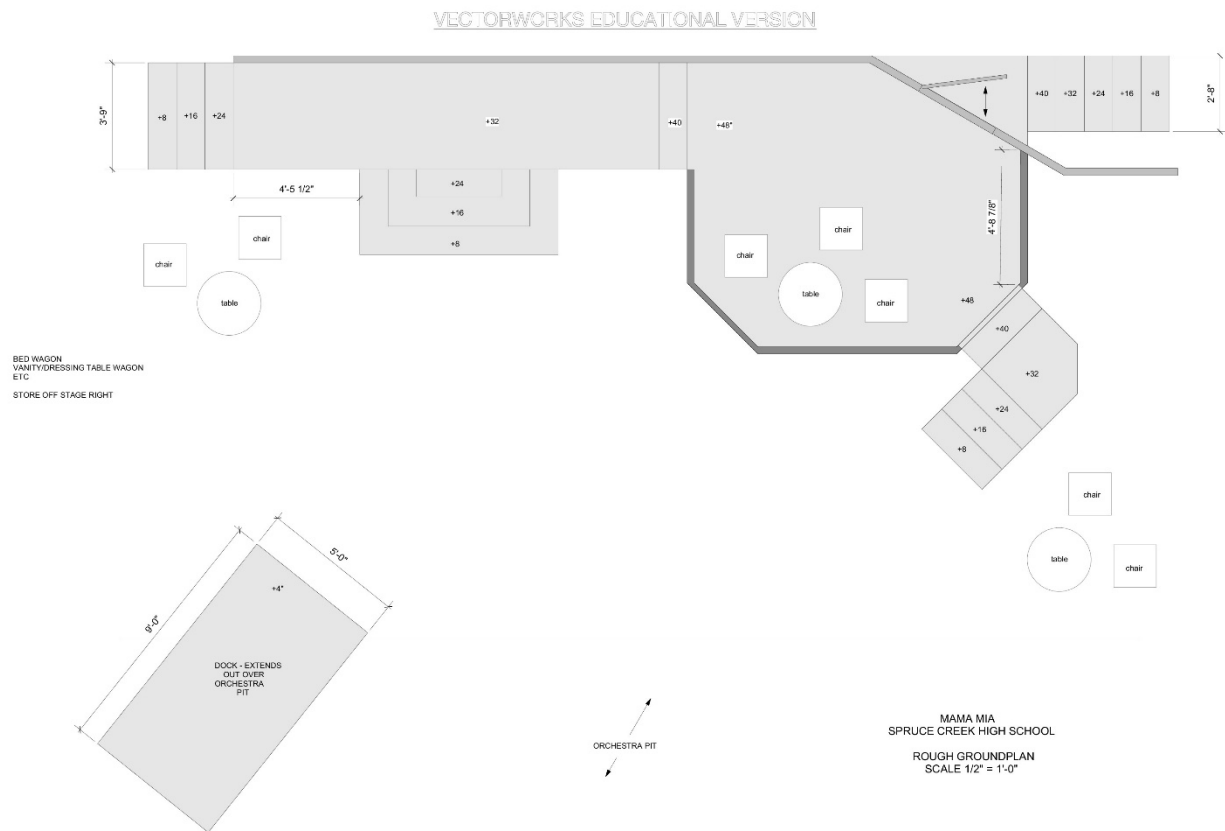 VECTORWORKS EDUCATIONAL VERSION
3'-9"
+8
+16
+24
+32
+40
+48"
+40
+32
+24
+16
+8
2'-8"
4'-5 1/2"
+24
+16
+8
4'-8 7/8"
chair
chair
table
chair
chair
table
chair
+48
+40
+32
+24
+16
+8
BED WAGON
VANITY/DRESSING TABLE WAGON
ETC
STORE OFF STAGE RIGHT
chair
table
chair
9'-0"
5'-0"
+4"
DOCK - EXTENDS
OUT OVER
ORCHESTRA
PIT
ORCHESTRA PIT
MAMA MIA
SPRUCE CREEK HIGH SCHOOL
ROUGH GROUNDPLAN
SCALE 1/2" = 1'-0"